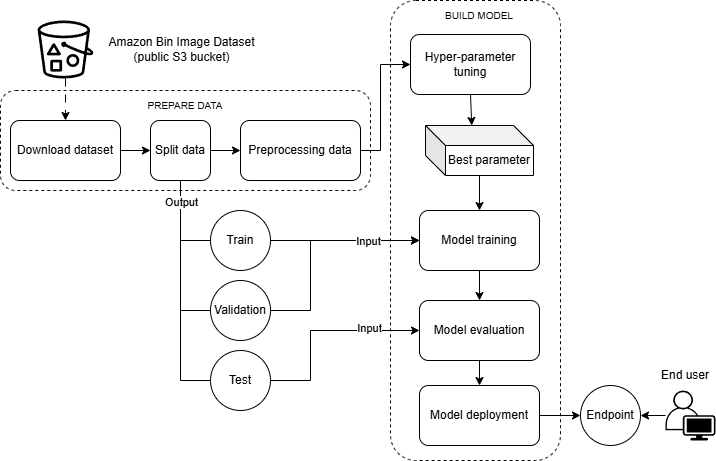 BUILD MODEL
Amazon Bin Image Dataset
(public S3 bucket)
Hyper-parameter
tuning
PREPARE DATA
Download dataset
Split data
Preprocessing data
Best parameter
Output
Train
Input
Model training
Validation
Input
Model evaluation
Test
End user
Model deployment
Endpoint